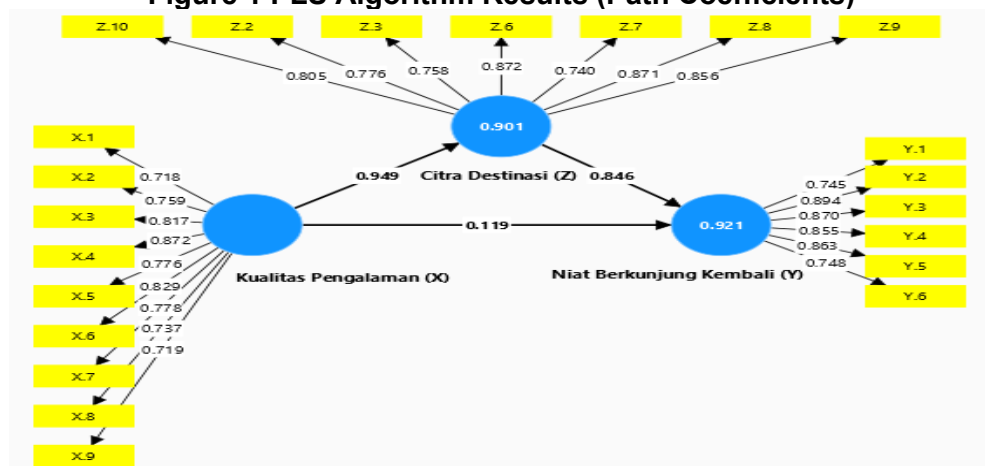 Figure 1 PLS Algorithm Results (Path Coefficients)
Z.10 Z.2 Z.3 Z.6 Z.7 Z.8 Z.9
0.805 0.776 0.758 0.872 0.740 0.871 0.856
0.901
Citra Destinasi (Z)
0.949
0.846
0.119
X.1
X.2
X.3
X.4
X.5
X.6
X.7
X.8
X.9
0.718
0.759
0.817
0.872
0.776
0.829
0.778
0.737
0.719
Kualitas Pengalaman (X)
0.921
Niat Berkunjung Kembali (Y)
0.745
0.894
0.870
0.855
0.863
0.748
Y.1
Y.2
Y.3
Y.4
Y.5
Y.6